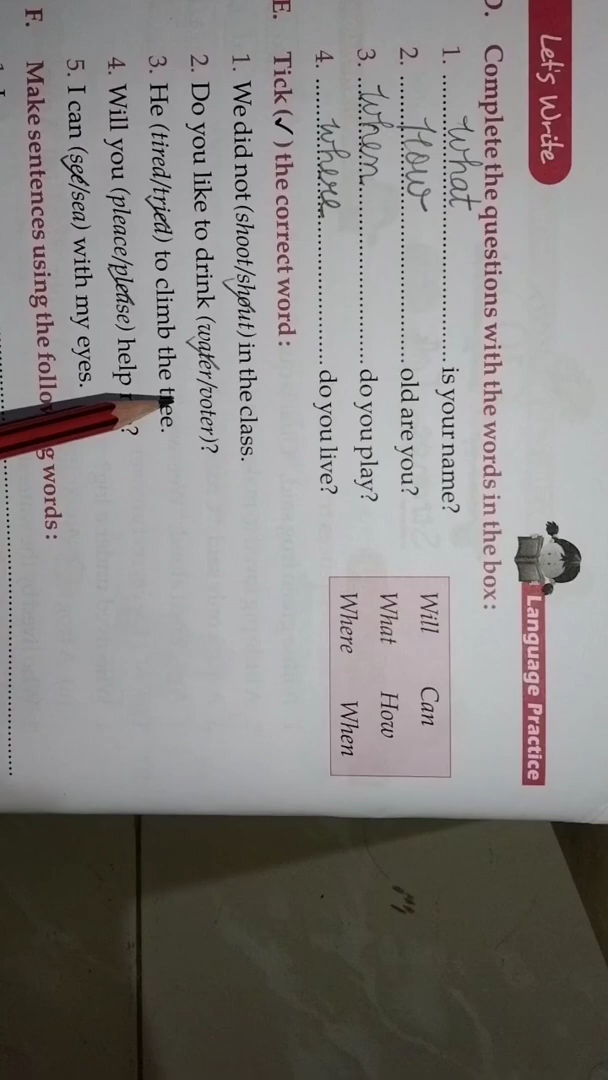 Let's Write
Language Practice
D. Complete the questions with the words in the box:
1. what is your name?
2. How old are you?
3. When do you play?
4. where do you live?
Will Can
What How
Where When
E. Tick (✓) the correct word:
1. We did not (shoot/shout) in the class.
2. Do you like to drink (water/voter)?
3. He (tired/tried) to climb the tree.
4. Will you (pleace/please) help ?
5. I can (see/sea) with my eyes.
F. Make sentences using the words: